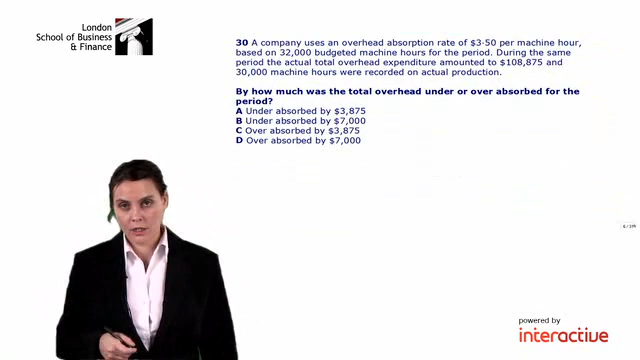 London
School of Business
& Finance
30 A company uses an overhead absorption rate of $3-50 per machine hour,
based on 32,000 budgeted machine hours for the period. During the same
period the actual total overhead expenditure amounted to $108,875 and
30,000 machine hours were recorded on actual production.
By how much was the total overhead under or over absorbed for the
period?
A Under absorbed by $3,875
B Under absorbed by $7,000
C Over absorbed by $3,875
D Over absorbed by $7,000
powered by
interactive